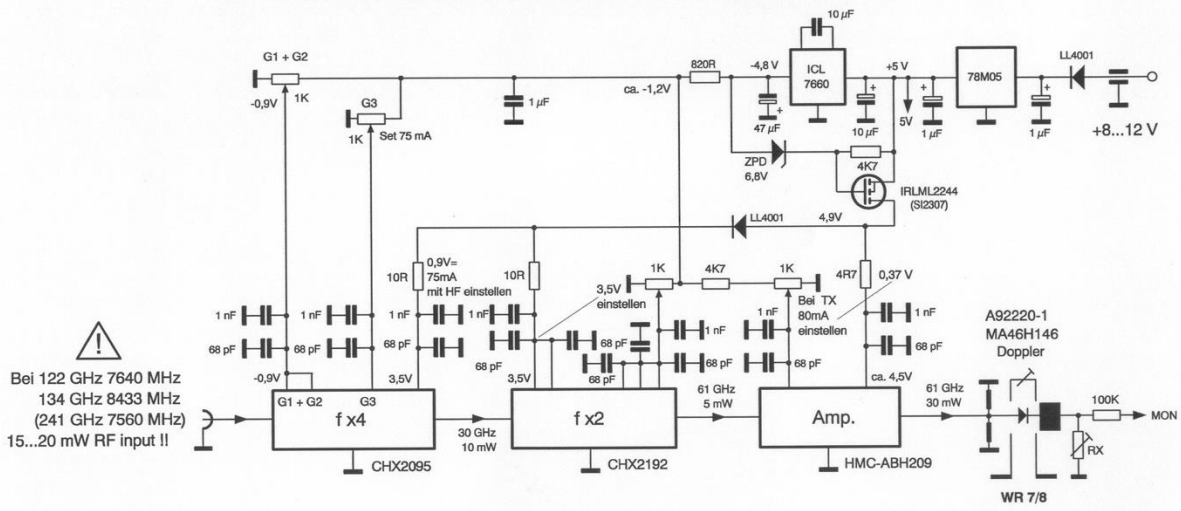 10 µF
G1 + G2
820R
-4,8 V
ICL
7660
+5 V
78M05
LL4001
-0,9V
1K
G3
1K
Set 75 mA
1 µF
ca. -1,2V
47 µF
10 µF
5V
1 µF
1 µF
+8...12 V
ZPD
6,8V
4K7
IRLML2244
(SI2307)
LL4001
4,9V
10R
0,9V=
75mA
mit HF einstellen
10R
3,5V
einstellen
1K
4K7
1K
4R7
0,37 V
Bei TX
80mA
einstellen
1 nF
1 nF
1 nF
1 nF
1 nF
1 nF
1 nF
68 pF
68 pF
68 pF
68 pF
68 pF
68 pF
68 pF
68 pF
68 pF
68 pF
A92220-1
MA46H146
Doppler
Bei 122 GHz 7640 MHz
134 GHz 8433 MHz
(241 GHz 7560 MHz)
15...20 mW RF input !!
-0,9V
3,5V
3,5V
ca. 4,5V
G1 + G2
G3
f x4
f x2
Amp.
30 GHz
10 mW
61 GHz
5 mW
61 GHz
30 mW
100K
MON
RX
CHX2095
CHX2192
HMC-ABH209
WR 7/8